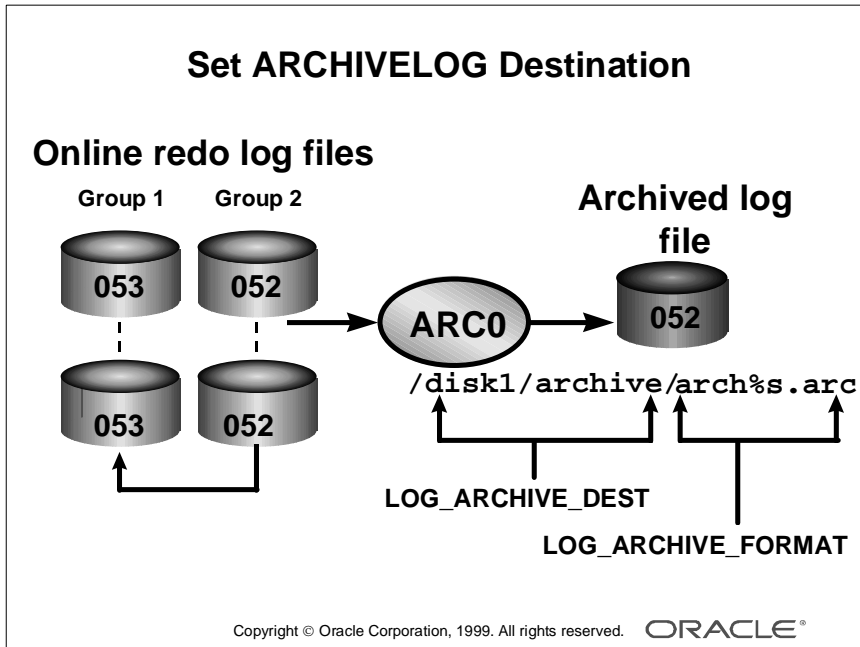 Set ARCHIVELOG Destination
Online redo log files
Group 1
Group 2
053
052
053
052
ARC0
Archived log
file
052
/disk1/archive/arch%s.arc
LOG_ARCHIVE_DEST
LOG_ARCHIVE_FORMAT
Copyright © Oracle Corporation, 1999. All rights reserved.
ORACLE®